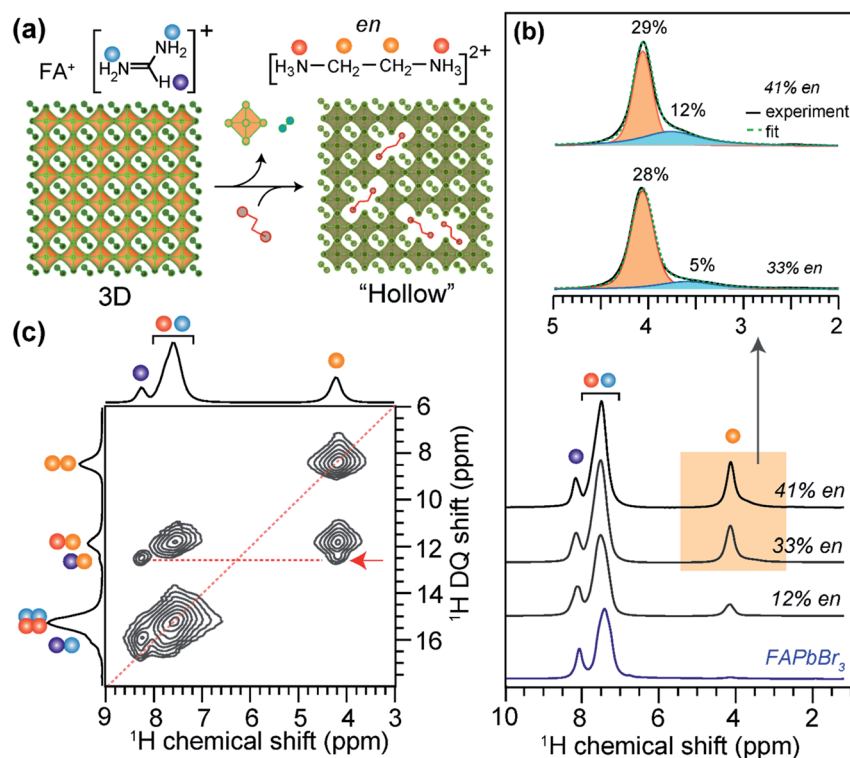 (a)
FA⁺
[H₂N NH₂ H]⁺
en
[H₃N—CH₂—CH₂—NH₃]²⁺
3D
“Hollow”
(b)
29%
41% en
12%
experiment
fit
28%
5%
33% en
5 4 3 2
41% en
33% en
12% en
FAPbBr₃
10 8 6 4 2
¹H chemical shift (ppm)
(c)
6
8
10
12
14
16
¹H DQ shift (ppm)
9 8 7 6 5 4 3
¹H chemical shift (ppm)